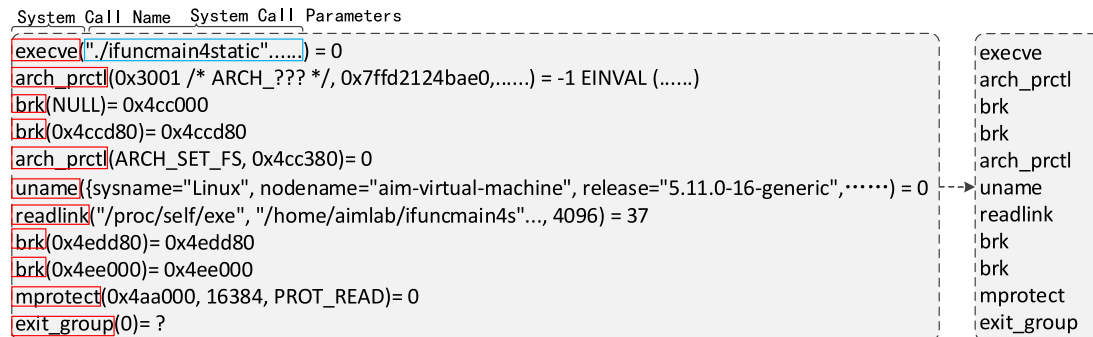 System Call Name System Call Parameters
execve("./ifuncmain4static"......) = 0
arch_prctl(0x3001 /* ARCH_??? */, 0x7ffd2124bae0,......) = -1 EINVAL (......)
brk(NULL)= 0x4cc000
brk(0x4ccd80)= 0x4ccd80
arch_prctl(ARCH_SET_FS, 0x4cc380)= 0
uname({sysname="Linux", nodename="aim-virtual-machine", release="5.11.0-16-generic",······) = 0
readlink("/proc/self/exe", "/home/aimlab/ifuncmain4s"..., 4096) = 37
brk(0x4edd80)= 0x4edd80
brk(0x4ee000)= 0x4ee000
mprotect(0x4aa000, 16384, PROT_READ)= 0
exit_group(0)= ?
execve
arch_prctl
brk
brk
arch_prctl
uname
readlink
brk
brk
mprotect
exit_group